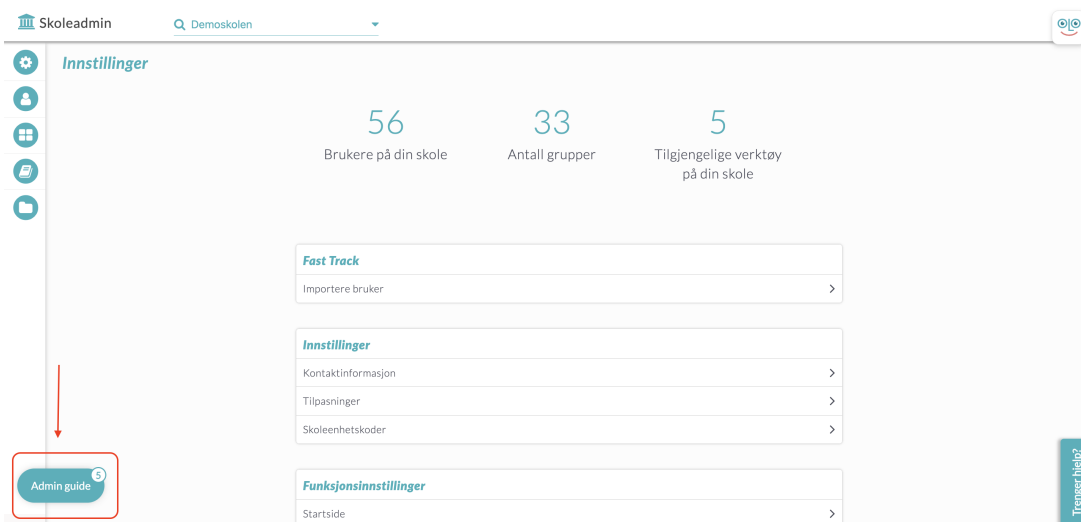 Skoleadmin
Demoskolen
Innstillinger
56
Brukere på din skole
33
Antall grupper
5
Tilgjengelige verktøy
på din skole
Fast Track
Importere bruker
Innstillinger
Kontaktinformasjon
Tilpasninger
Skoleenhetskoder
Funksjonsinnstillinger
Startside
Admin guide
5
Trenger hjelp?